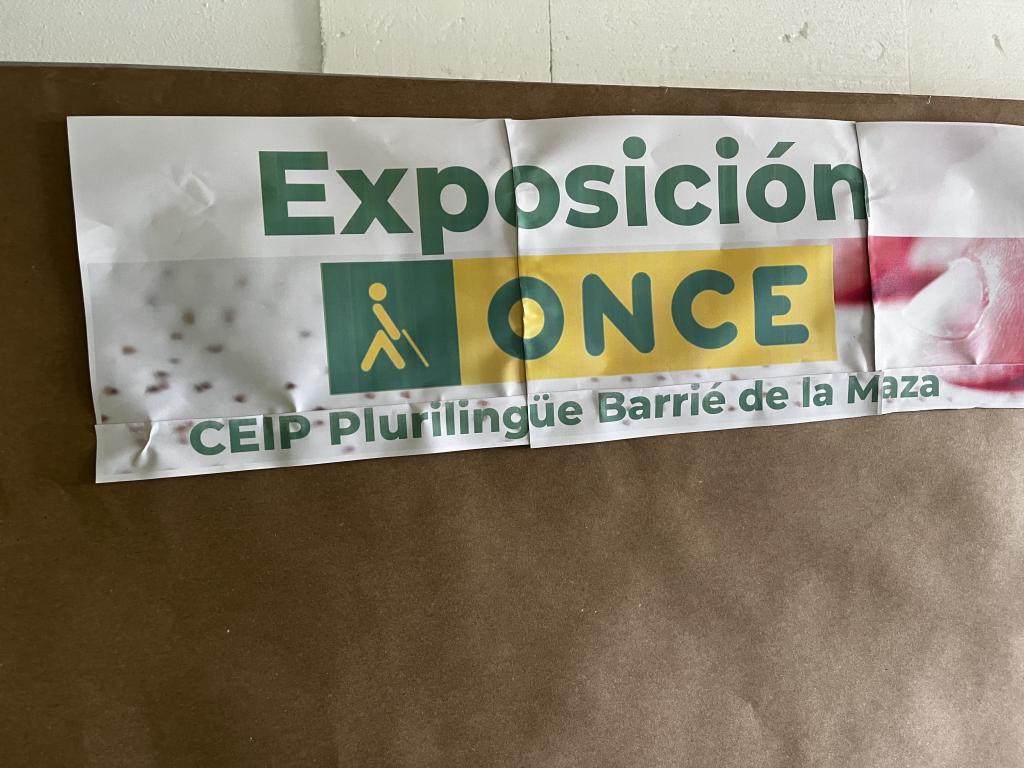 Exposición
ONCE
CEIP Plurilingüe Barrié de la Maza